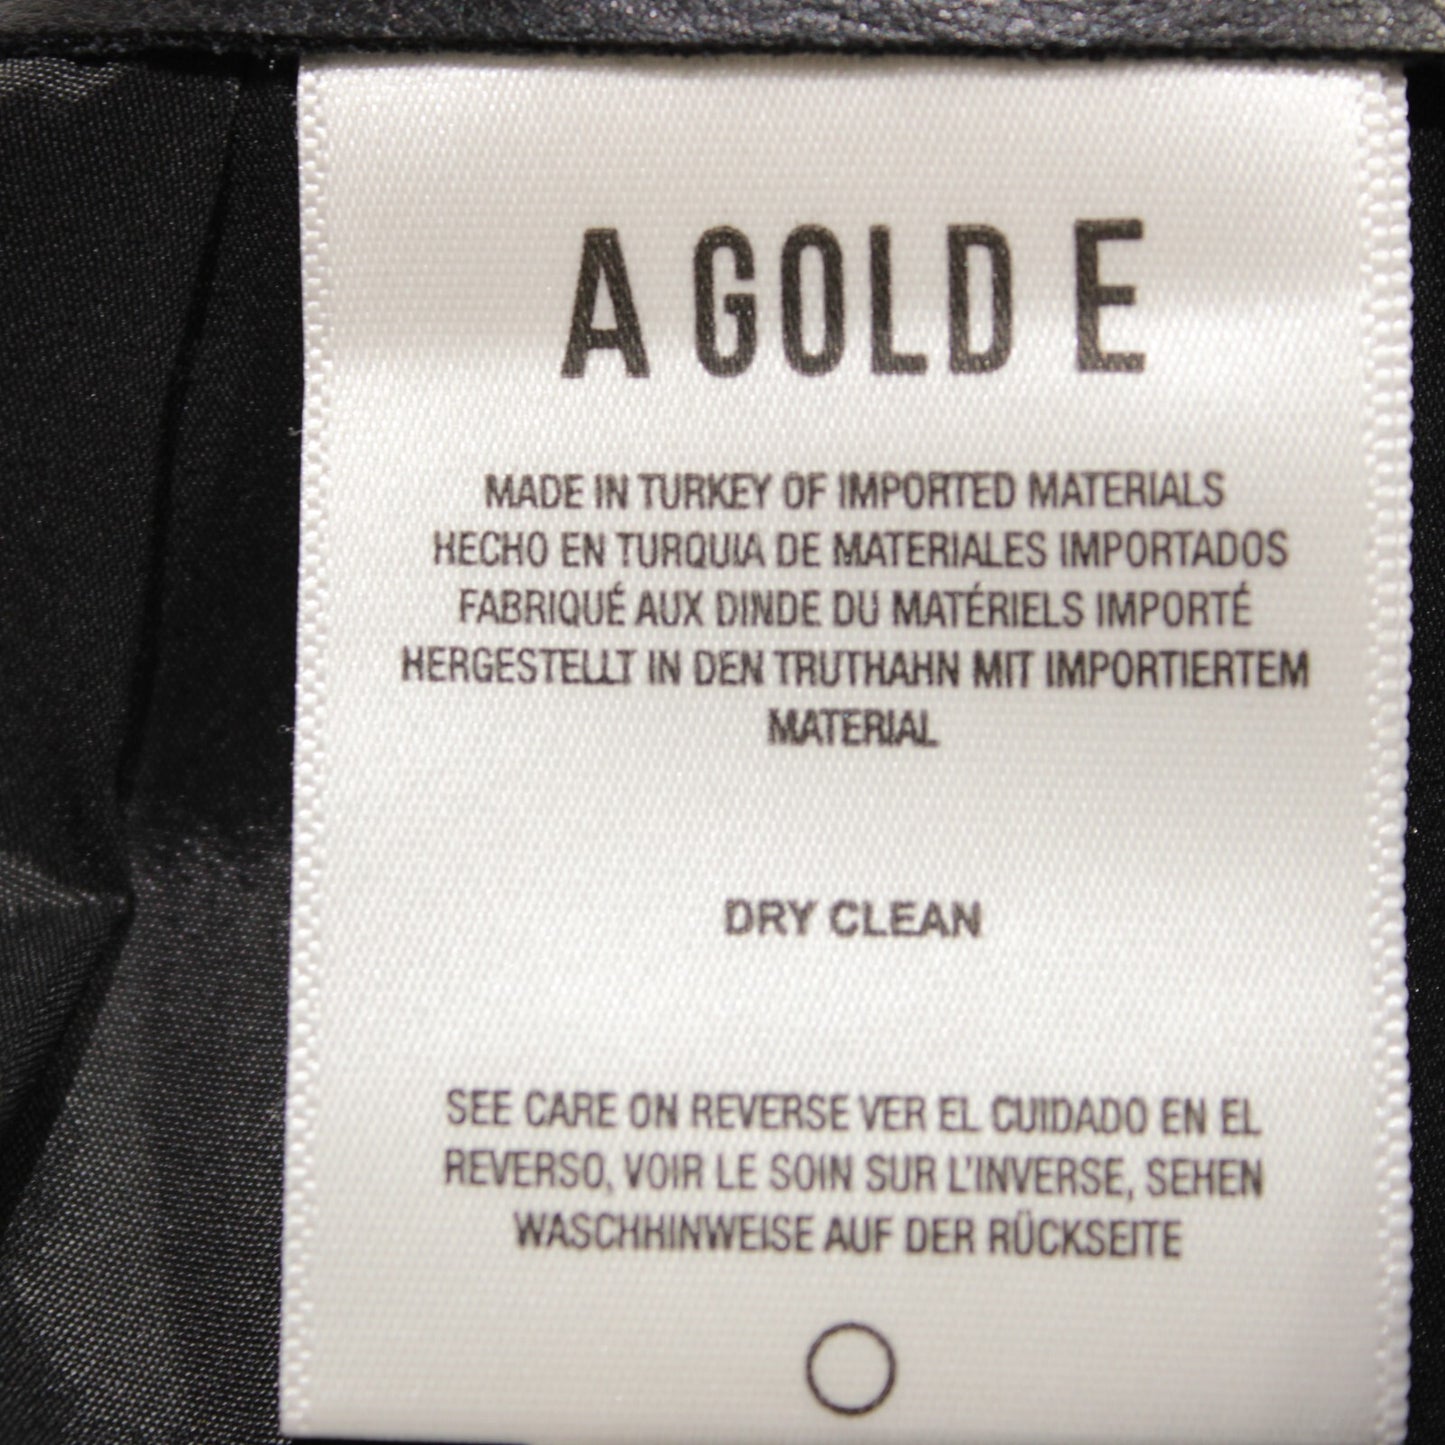 A GOLD E
MADE IN TURKEY OF IMPORTED MATERIALS
HECHO EN TURQUIA DE MATERIALES IMPORTADOS
FABRIQUÉ AUX DINDE DU MATÉRIELS IMPORTÉ
HERGESTELLT IN DEN TRUTHAHN MIT IMPORTIERTEM
MATERIAL
DRY CLEAN
SEE CARE ON REVERSE VER EL CUIDADO EN EL
REVERSO, VOIR LE SOIN SUR L'INVERSE, SEHEN
WASCHHINWEISE AUF DER RÜCKSEITE